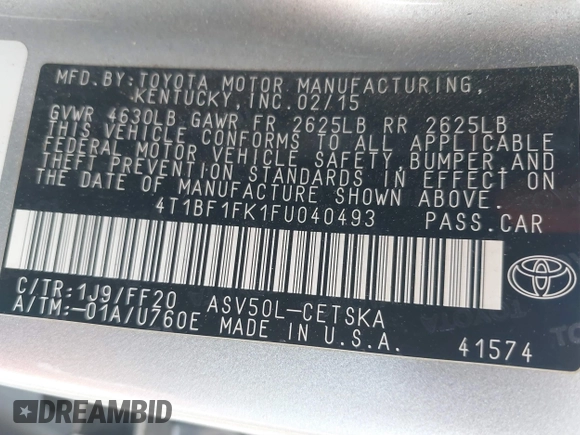 MFD.BY:TOYOTA MOTOR MANUFACTURING,
KENTUCKY,INC.02/15
GVWR 4630LB GAWR FR 2625LB RR 2625LB
THIS VEHICLE CONFORMS TO ALL APPLICABLE
FEDERAL MOTOR VEHICLE SAFETY, BUMPER AND
THEFT PREVENTION STANDARDS IN EFFECT ON
THE DATE OF MANUFACTURE SHOWN ABOVE.
4T1BF1FK1FU040493 PASS.CAR
C/TR:1J9/FF20 ASV50L-CETSKA
A/TM:-01A/U760E MADE IN U.S.A. 41574
DREAMBID